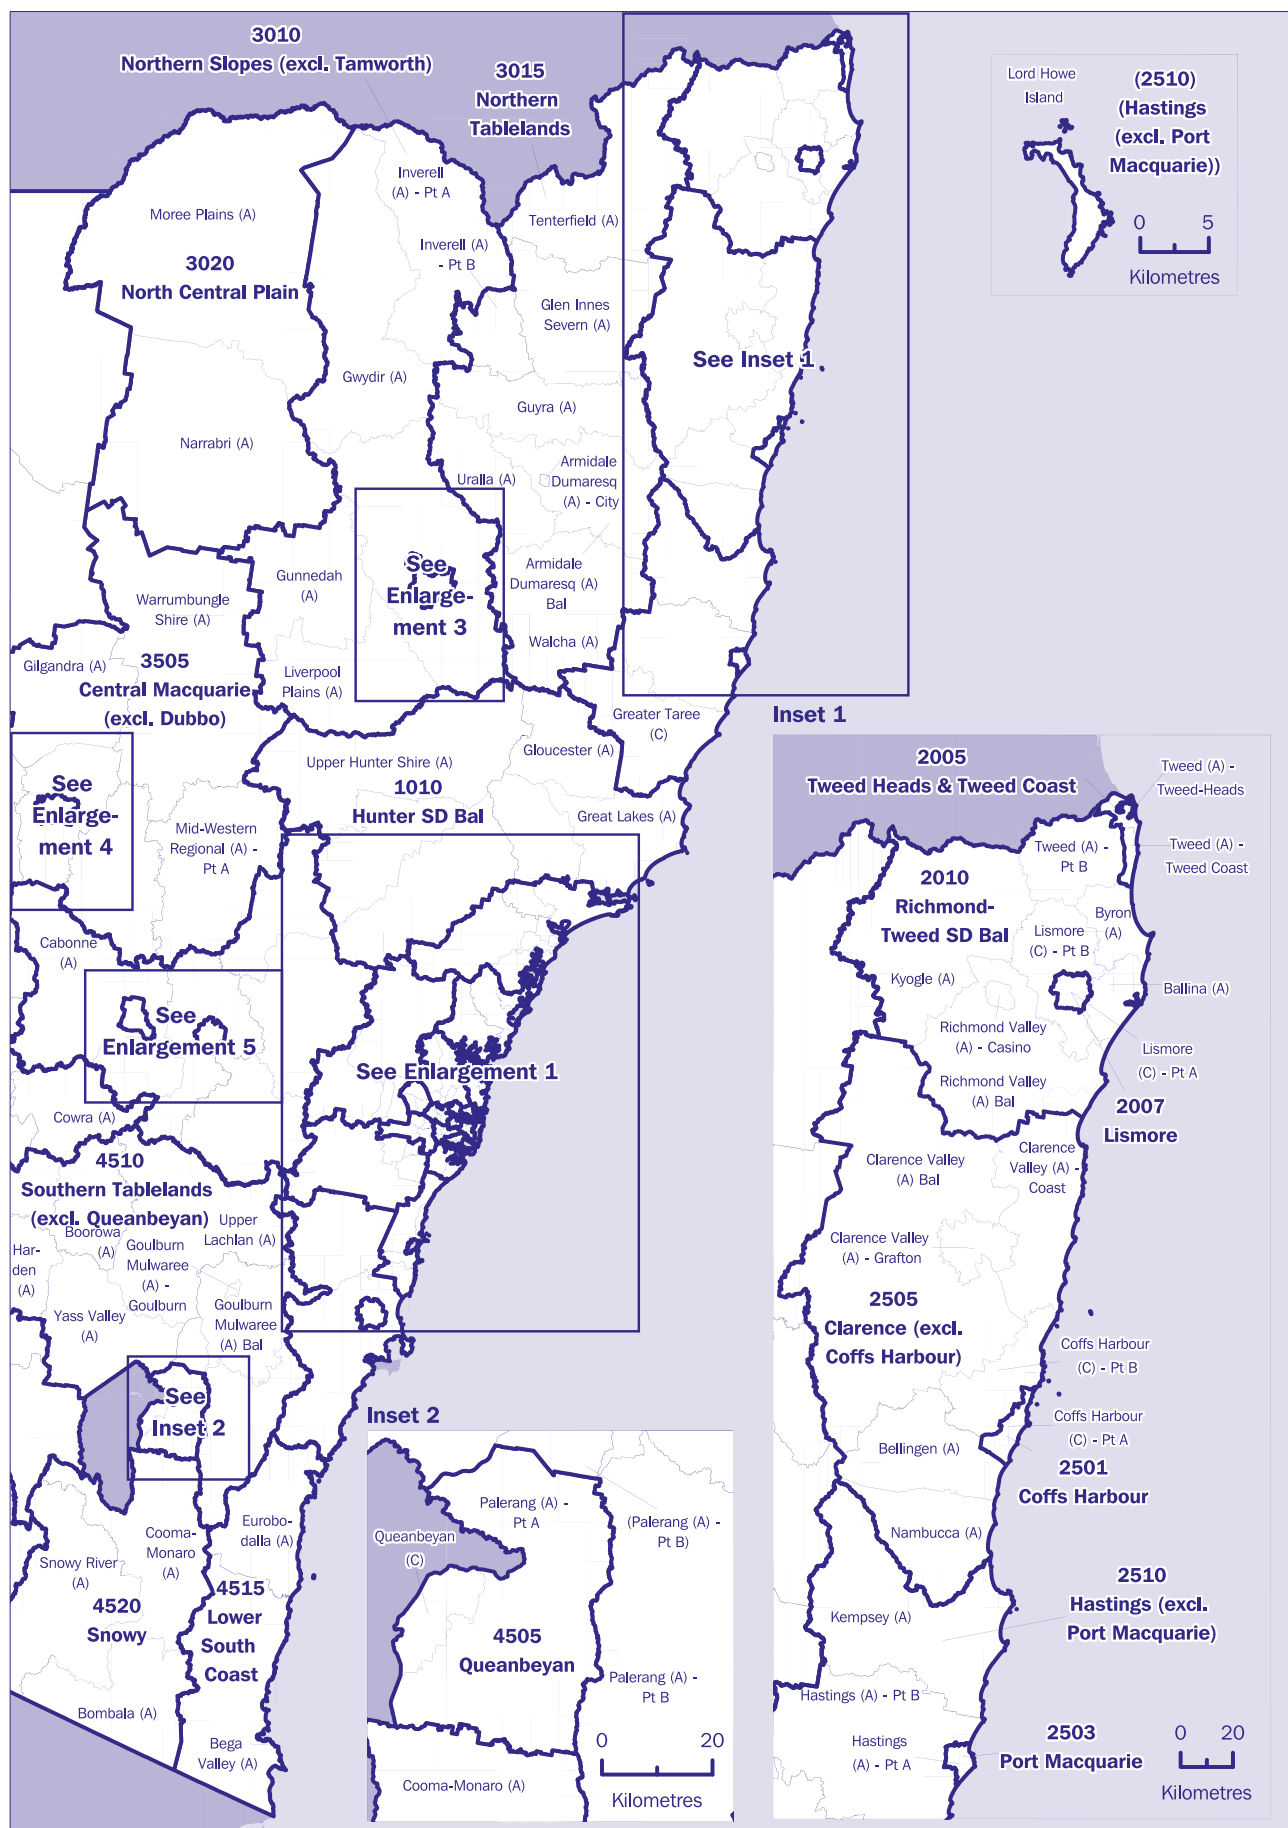 3010
Northern Slopes (excl. Tamworth)
3015
Northern
Tablelands
Inverell
(A) - Pt A
Moree Plains (A)
Tenterfield (A)
Inverell (A)
- Pt B
3020
North Central Plain
Glen Innes
Severn (A)
See Inset 1
Gwydir (A)
Guyra (A)
Narrabri (A)
Uralla (A)
Armidale
Dumaresq
(A) - City
See
Enlarge-
ment 3
Gunnedah
(A)
Armidale
Dumaresq (A)
Bal
Warrumbungle
Shire (A)
Walcha (A)
Gilgandra (A)
3505
Central Macquarie
(excl. Dubbo)
Liverpool
Plains (A)
Greater Taree
(C)
Upper Hunter Shire (A)
Gloucester (A)
1010
Hunter SD Bal
Great Lakes (A)
See
Enlarge-
ment 4
Mid-Western
Regional (A) -
Pt A
Cabonne
(A)
See
Enlargement 5
See Enlargement 1
Cowra (A)
4510
Southern Tablelands
(excl. Queanbeyan)
Upper
Lachlan (A)
Boorowa
(A)
Har-
den
(A)
Goulburn
Mulwaree
(A) -
Goulburn
Yass Valley
(A)
Goulburn
Mulwaree
(A) Bal
See
Inset 2
Cooma-
Monaro
(A)
Eurobo-
dalla (A)
Snowy River
(A)
4520
Snowy
4515
Lower
South
Coast
Bombala (A)
Bega
Valley (A)
Lord Howe
Island
(2510)
(Hastings
(excl. Port
Macquarie))
0 5
Kilometres
Inset 1
2005
Tweed Heads & Tweed Coast
Tweed (A) -
Tweed-Heads
Tweed (A) -
Pt B
Tweed (A) -
Tweed Coast
2010
Richmond-
Tweed SD Bal
Byron
(A)
Lismore
(C) - Pt B
Kyogle (A)
Ballina (A)
Richmond Valley
(A) - Casino
Lismore
(C) - Pt A
Richmond Valley
(A) Bal
2007
Lismore
Clarence Valley
(A) Bal
Clarence
Valley (A) -
Coast
Clarence Valley
(A) - Grafton
2505
Clarence (excl.
Coffs Harbour)
Coffs Harbour
(C) - Pt B
Coffs Harbour
(C) - Pt A
Bellingen (A)
2501
Coffs Harbour
Nambucca (A)
2510
Hastings (excl.
Port Macquarie)
Kempsey (A)
Hastings (A) - Pt B
Hastings
(A) - Pt A
2503
Port Macquarie
0 20
Kilometres
Inset 2
Palerang (A) -
Pt A
(Palerang (A) -
Pt B)
Queanbeyan
(C)
4505
Queanbeyan
Palerang (A) -
Pt B
0 20
Kilometres
Cooma-Monaro (A)